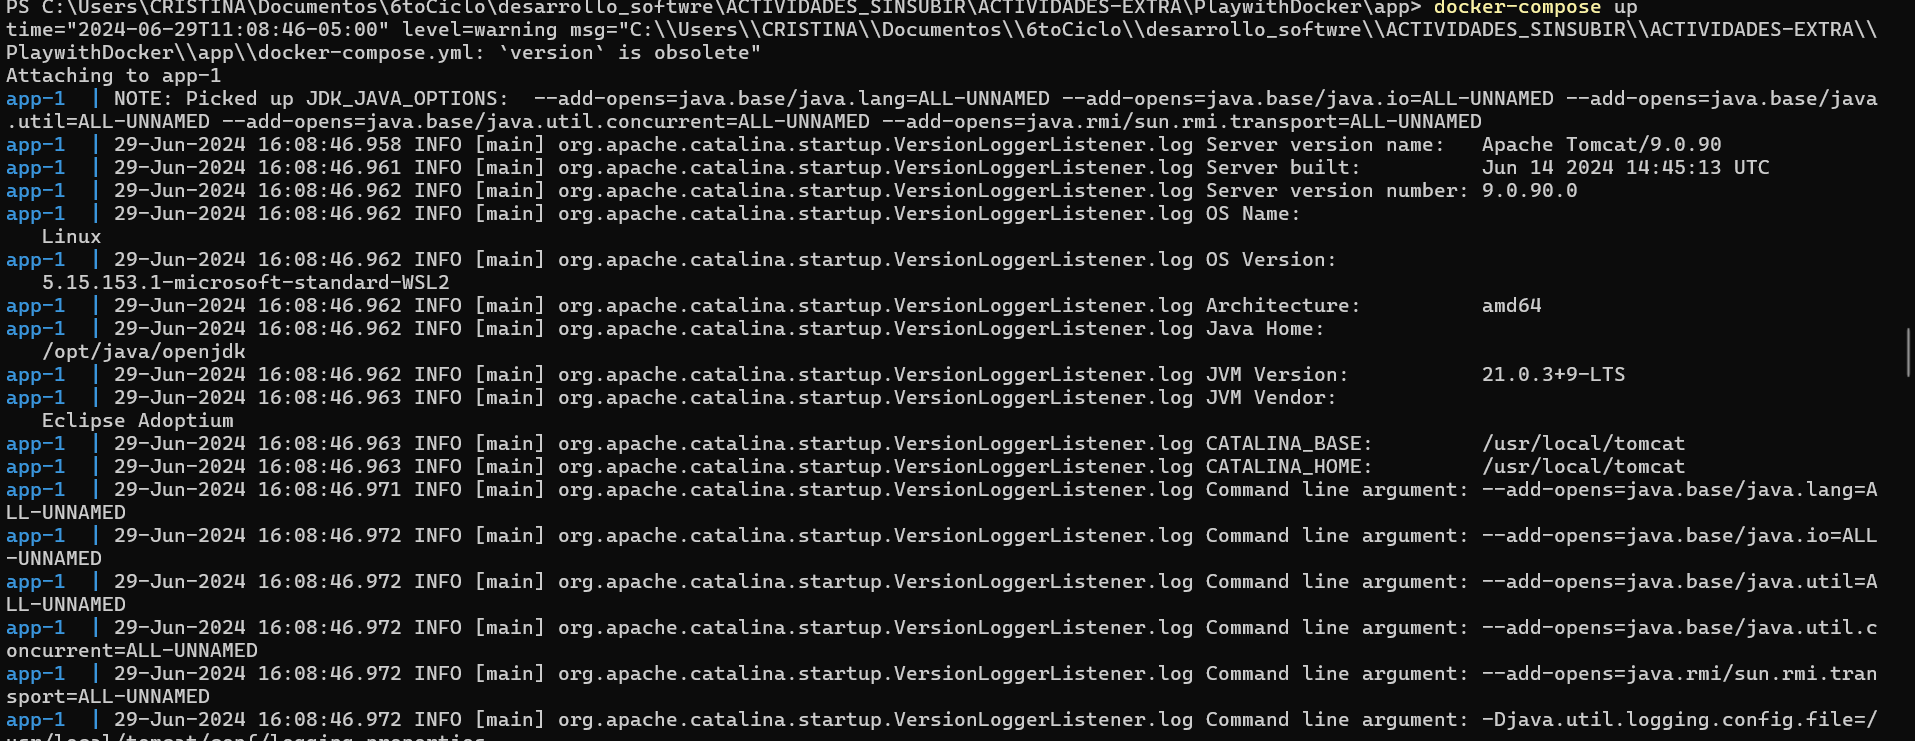 PS C:\Users\CRISTINA\Documentos\6toCiclo\desarrollo_softwre\ACTIVIDADES_SINSUBIR\ACTIVIDADES-EXTRA\PlaywithDocker\app> docker-compose up
time="2024-06-29T11:08:46-05:00" level=warning msg="C:\\Users\\CRISTINA\\Documentos\\6toCiclo\\desarrollo_softwre\\ACTIVIDADES_SINSUBIR\\ACTIVIDADES-EXTRA\\
PlaywithDocker\\app\\docker-compose.yml: `version` is obsolete"
Attaching to app-1
app-1  | NOTE: Picked up JDK_JAVA_OPTIONS:  --add-opens=java.base/java.lang=ALL-UNNAMED --add-opens=java.base/java.io=ALL-UNNAMED --add-opens=java.base/java
.util=ALL-UNNAMED --add-opens=java.base/java.util.concurrent=ALL-UNNAMED --add-opens=java.rmi/sun.rmi.transport=ALL-UNNAMED
app-1  | 29-Jun-2024 16:08:46.958 INFO [main] org.apache.catalina.startup.VersionLoggerListener.log Server version name:   Apache Tomcat/9.0.90
app-1  | 29-Jun-2024 16:08:46.961 INFO [main] org.apache.catalina.startup.VersionLoggerListener.log Server built:          Jun 14 2024 14:45:13 UTC
app-1  | 29-Jun-2024 16:08:46.962 INFO [main] org.apache.catalina.startup.VersionLoggerListener.log Server version number: 9.0.90.0
app-1  | 29-Jun-2024 16:08:46.962 INFO [main] org.apache.catalina.startup.VersionLoggerListener.log OS Name:
   Linux
app-1  | 29-Jun-2024 16:08:46.962 INFO [main] org.apache.catalina.startup.VersionLoggerListener.log OS Version:
   5.15.153.1-microsoft-standard-WSL2
app-1  | 29-Jun-2024 16:08:46.962 INFO [main] org.apache.catalina.startup.VersionLoggerListener.log Architecture:          amd64
app-1  | 29-Jun-2024 16:08:46.962 INFO [main] org.apache.catalina.startup.VersionLoggerListener.log Java Home:
   /opt/java/openjdk
app-1  | 29-Jun-2024 16:08:46.962 INFO [main] org.apache.catalina.startup.VersionLoggerListener.log JVM Version:           21.0.3+9-LTS
app-1  | 29-Jun-2024 16:08:46.963 INFO [main] org.apache.catalina.startup.VersionLoggerListener.log JVM Vendor:
   Eclipse Adoptium
app-1  | 29-Jun-2024 16:08:46.963 INFO [main] org.apache.catalina.startup.VersionLoggerListener.log CATALINA_BASE:         /usr/local/tomcat
app-1  | 29-Jun-2024 16:08:46.963 INFO [main] org.apache.catalina.startup.VersionLoggerListener.log CATALINA_HOME:         /usr/local/tomcat
app-1  | 29-Jun-2024 16:08:46.971 INFO [main] org.apache.catalina.startup.VersionLoggerListener.log Command line argument: --add-opens=java.base/java.lang=A
LL-UNNAMED
app-1  | 29-Jun-2024 16:08:46.972 INFO [main] org.apache.catalina.startup.VersionLoggerListener.log Command line argument: --add-opens=java.base/java.io=ALL
-UNNAMED
app-1  | 29-Jun-2024 16:08:46.972 INFO [main] org.apache.catalina.startup.VersionLoggerListener.log Command line argument: --add-opens=java.base/java.util=A
LL-UNNAMED
app-1  | 29-Jun-2024 16:08:46.972 INFO [main] org.apache.catalina.startup.VersionLoggerListener.log Command line argument: --add-opens=java.base/java.util.c
oncurrent=ALL-UNNAMED
app-1  | 29-Jun-2024 16:08:46.972 INFO [main] org.apache.catalina.startup.VersionLoggerListener.log Command line argument: --add-opens=java.rmi/sun.rmi.tran
sport=ALL-UNNAMED
app-1  | 29-Jun-2024 16:08:46.972 INFO [main] org.apache.catalina.startup.VersionLoggerListener.log Command line argument: -Djava.util.logging.config.file=/
usr/local/tomcat/conf/logging.properties